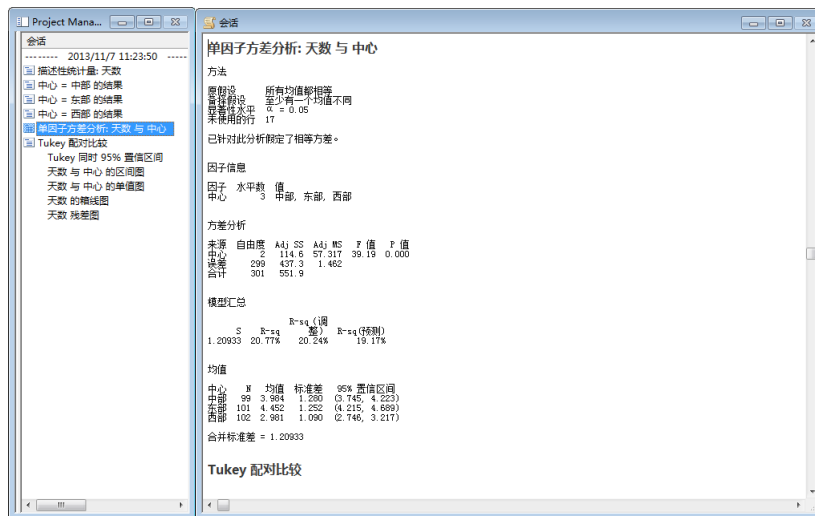 Project Mana...
会话
-------- 2013/11/7 11:23:50 -----
描述性统计量: 天数
中心 = 中部 的结果
中心 = 东部 的结果
中心 = 西部 的结果
单因子方差分析: 天数 与 中心
Tukey 配对比较
Tukey 同时 95% 置信区间
天数 与 中心 的区间图
天数 与 中心 的单值图
天数 的箱线图
天数 残差图
会话
单因子方差分析: 天数 与 中心
方法
原假设 所有均值都相等
备择假设 至少有一个均值不同
显著性水平 α = 0.05
未使用的行 17
已针对此分析假定了相等方差。
因子信息
因子 水平数 值
中心 3 中部, 东部, 西部
方差分析
来源 自由度 Adj SS Adj MS F 值 P 值
中心 2 114.6 57.317 39.19 0.000
误差 299 437.3 1.462
合计 301 551.9
模型汇总
R-sq（调
S R-sq 整） R-sq(预测)
1.20933 20.77% 20.24% 19.17%
均值
中心 N 均值 标准差 95% 置信区间
中部 99 3.984 1.280 (3.745, 4.223)
东部 101 4.452 1.252 (4.215, 4.689)
西部 102 2.981 1.090 (2.746, 3.217)
合并标准差 = 1.20933
Tukey 配对比较